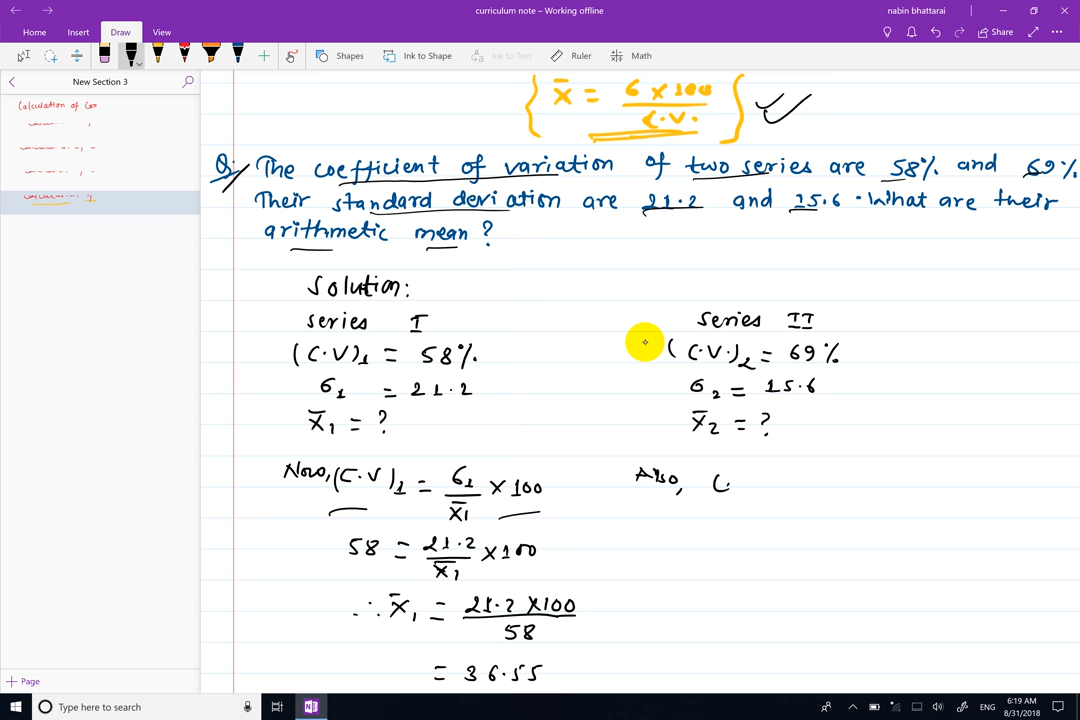 curriculum note – Working offline
nabin bhattarai
Home Insert Draw View
Share
Shapes Ink to Shape Ink to Text Ruler Math
New Section 3
Calculation of Coe
x̄ = σ × 100 / C.V.
Q: The coefficient of variation of two series are 58% and 69%
Their standard deviation are 21.2 and 15.6 . What are their
arithmetic mean ?
Solution:
series I
(C.V)₁ = 58%
σ₁ = 21.2
x̄₁ = ?
series II
(C.V.)₂ = 69%
σ₂ = 15.6
x̄₂ = ?
Now, (C.V)₁ = σ₁ / x̄₁ × 100
58 = 21.2 / x̄₁ × 100
∴ x̄₁ = 21.2 × 100 / 58
= 36.55
Also, (
+ Page
Type here to search
ENG
6:19 AM
8/31/2018